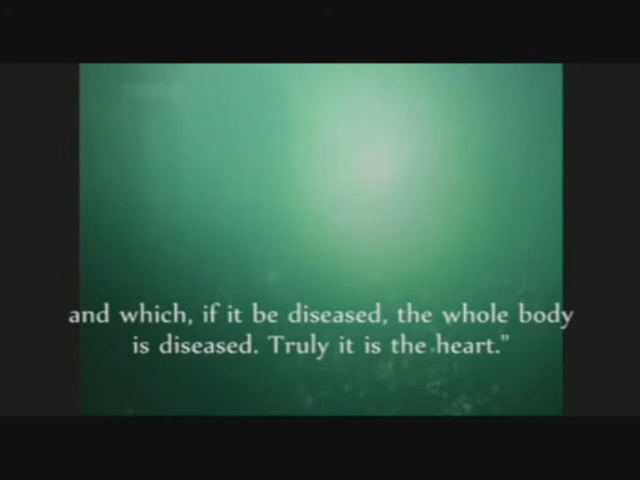 and which, if it be diseased, the whole body
is diseased. Truly it is the heart."